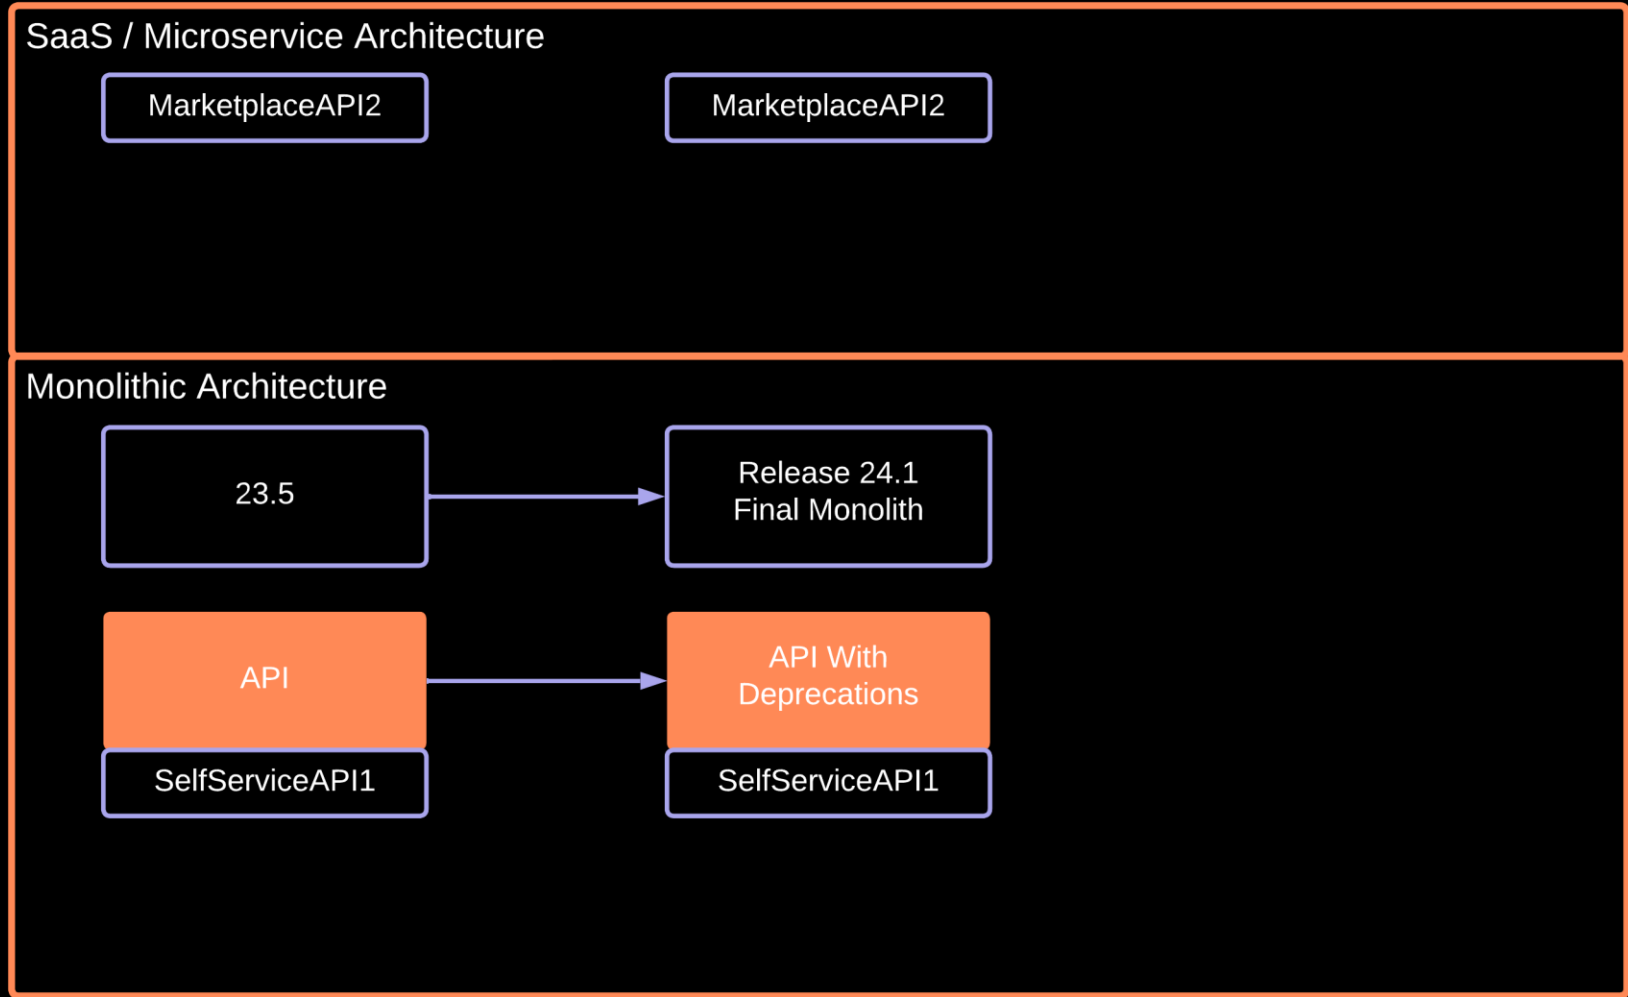 SaaS / Microservice Architecture
MarketplaceAPI2
MarketplaceAPI2
Monolithic Architecture
23.5
Release 24.1
Final Monolith
API
API With
Deprecations
SelfServiceAPI1
SelfServiceAPI1